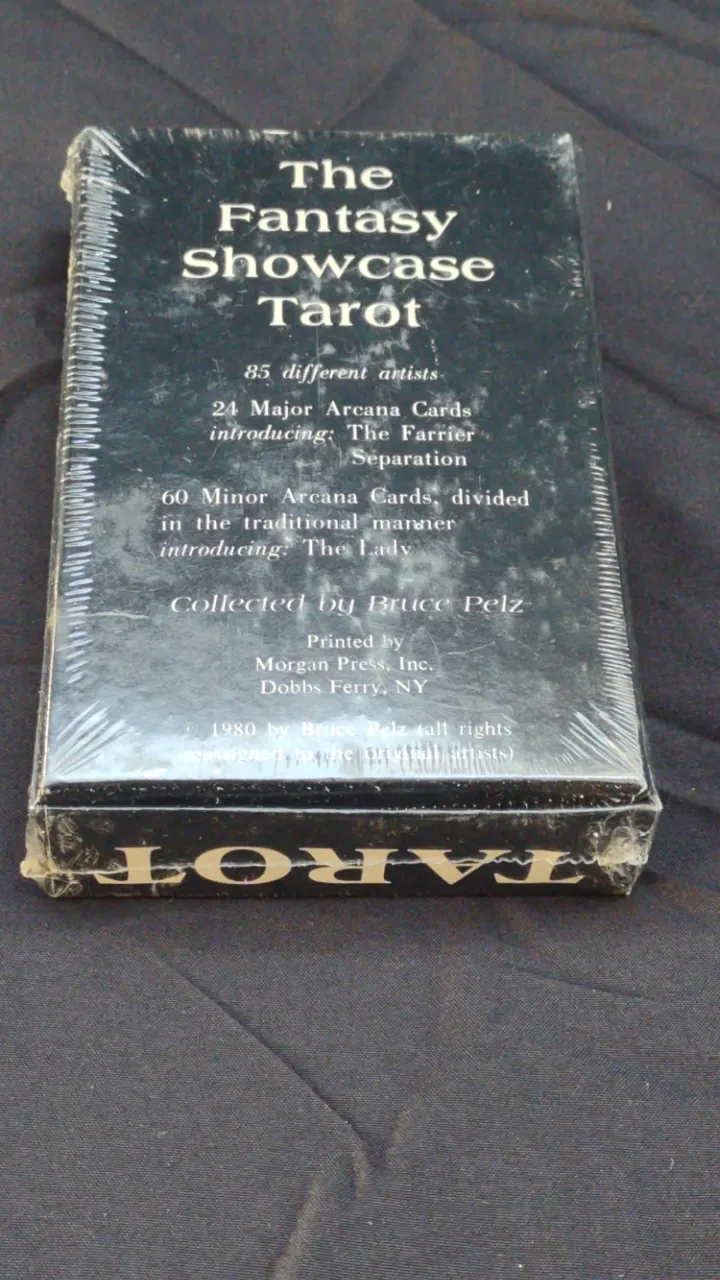 The
Fantasy
Showcase
Tarot
85 different artists
24 Major Arcana Cards
introducing: The Farrier
Separation
60 Minor Arcana Cards, divided
in the traditional manner
introducing: The Lady
Collected by Bruce Pelz
Printed by
Morgan Press, Inc.
Dobbs Ferry, NY
© 1980 by Bruce Pelz (all rights
reassigned to the original artists)
TAROT